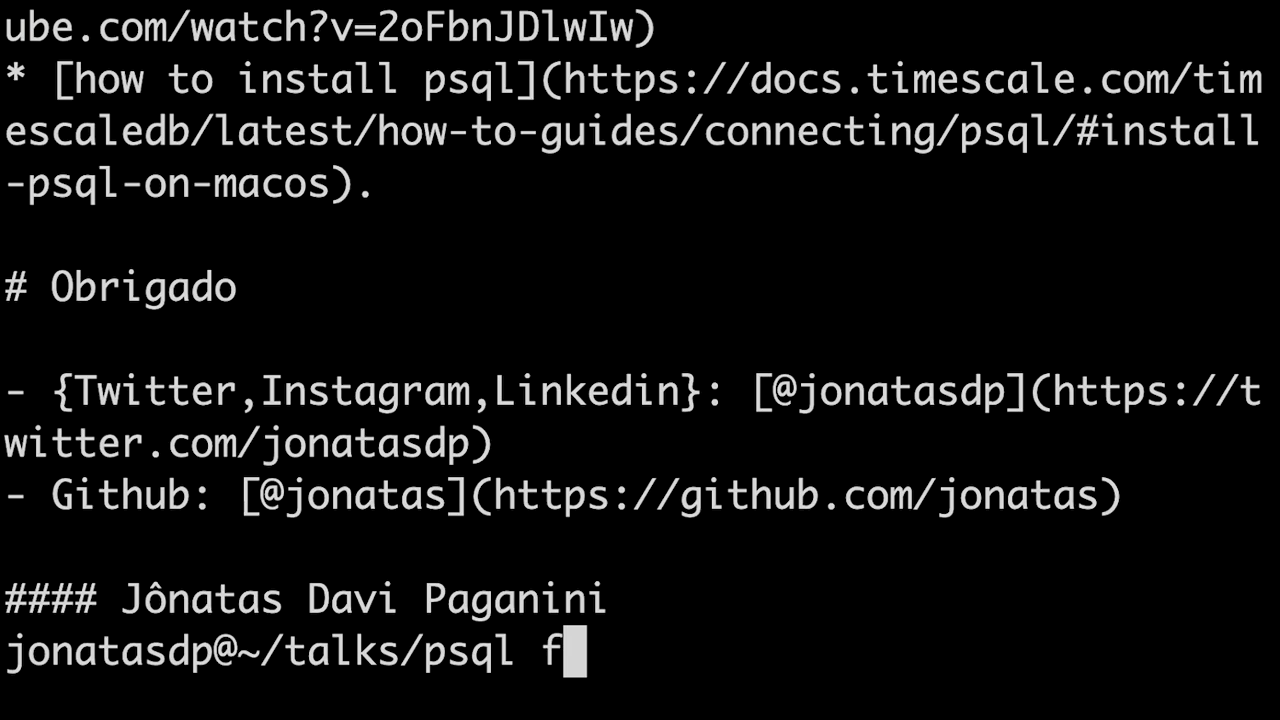 ube.com/watch?v=2oFbnJDlwIw)
* [how to install psql](https://docs.timescale.com/tim
escaledb/latest/how-to-guides/connecting/psql/#install
-psql-on-macos).
# Obrigado
- {Twitter,Instagram,Linkedin}: [@jonatasdp](https://t
witter.com/jonatasdp)
- Github: [@jonatas](https://github.com/jonatas)
#### Jônatas Davi Paganini
jonatasdp@~/talks/psql f